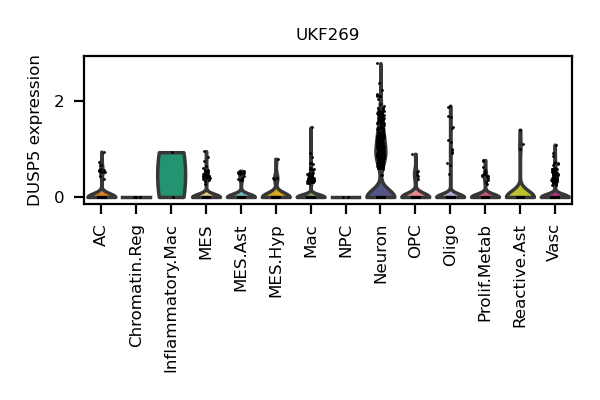 UKF269
DUSP5 expression
2
0
AC
Chromatin.Reg
Inflammatory.Mac
MES
MES.Ast
MES.Hyp
Mac
NPC
Neuron
OPC
Oligo
Prolif.Metab
Reactive.Ast
Vasc